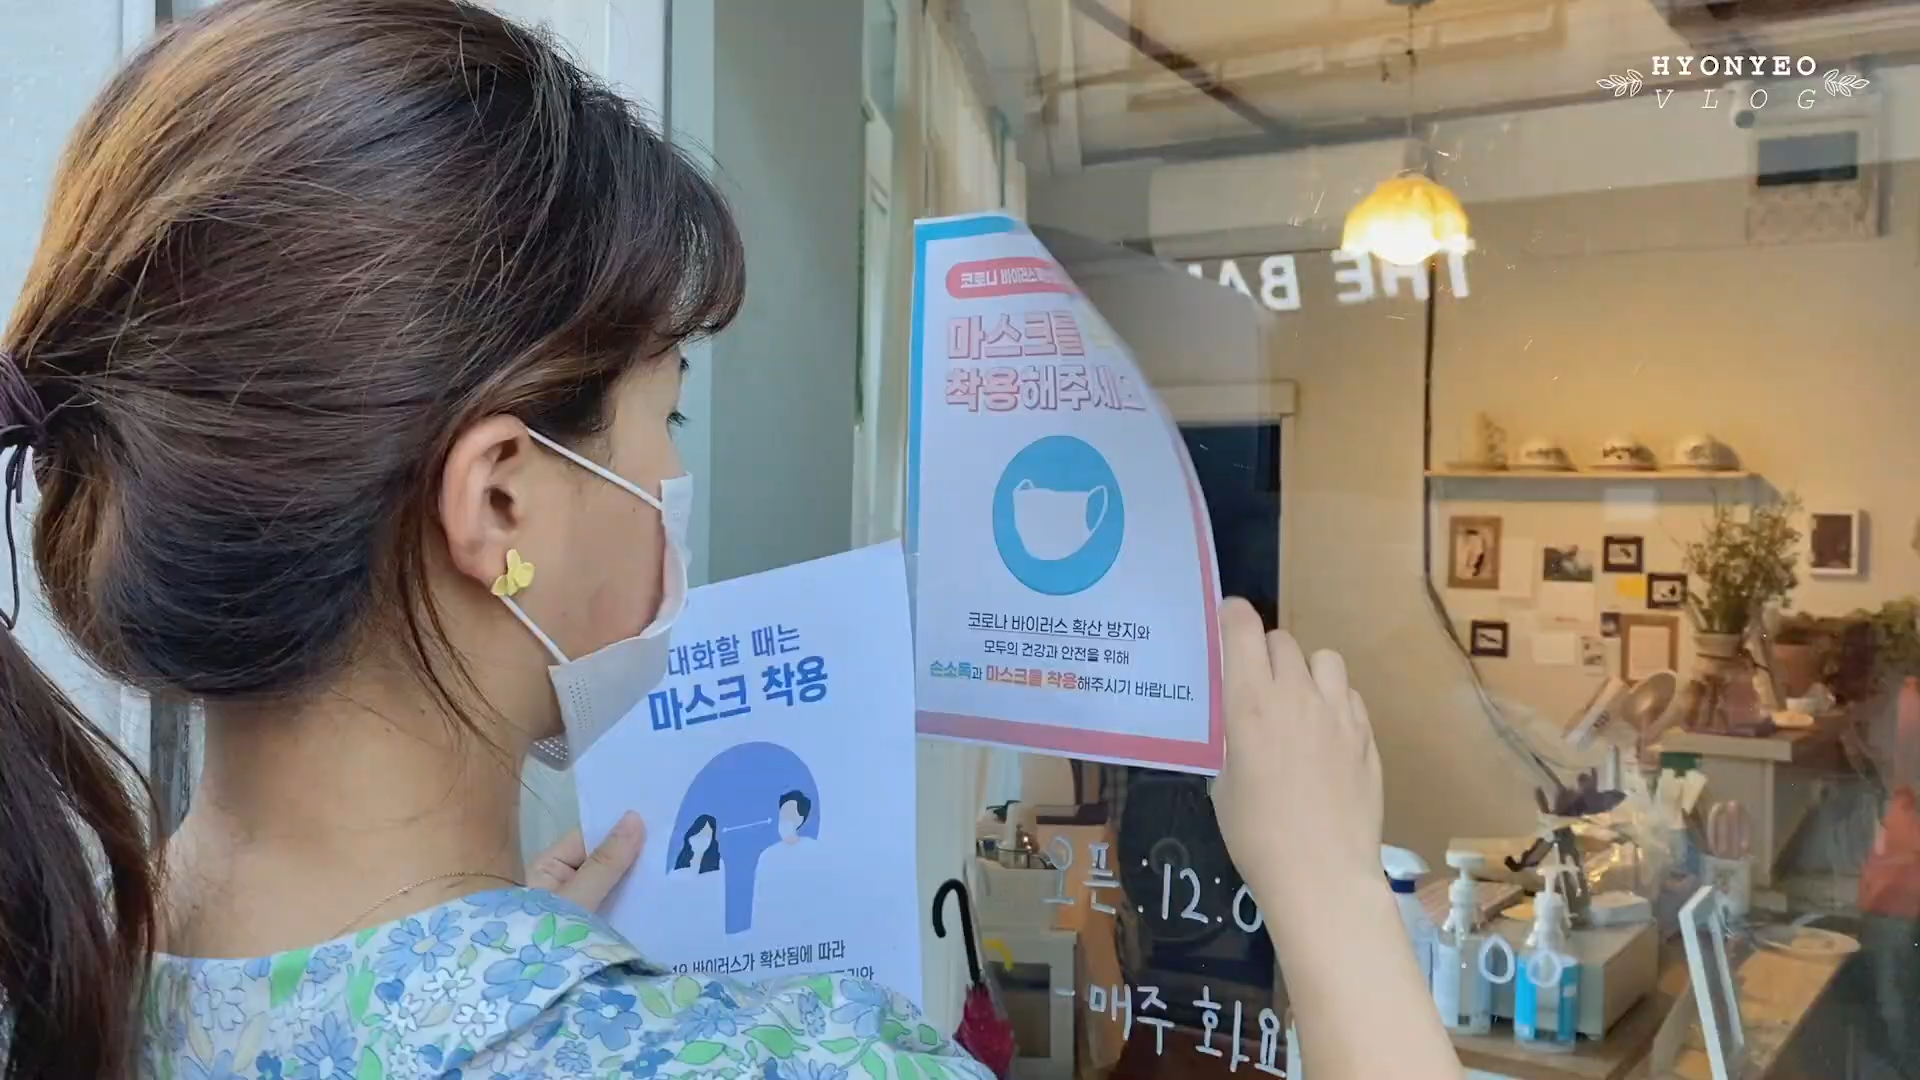 HYONYEO
VLOG
THE
코로나 바이러스
마스크를
착용해주세요
코로나 바이러스 확산 방지와
모두의 건강과 안전을 위해
손소독과 마스크를 착용해주시기 바랍니다.
대화할 때는
마스크 착용
19 바이러스가 확산됨에 따라
오픈:12:0
-매주 화요